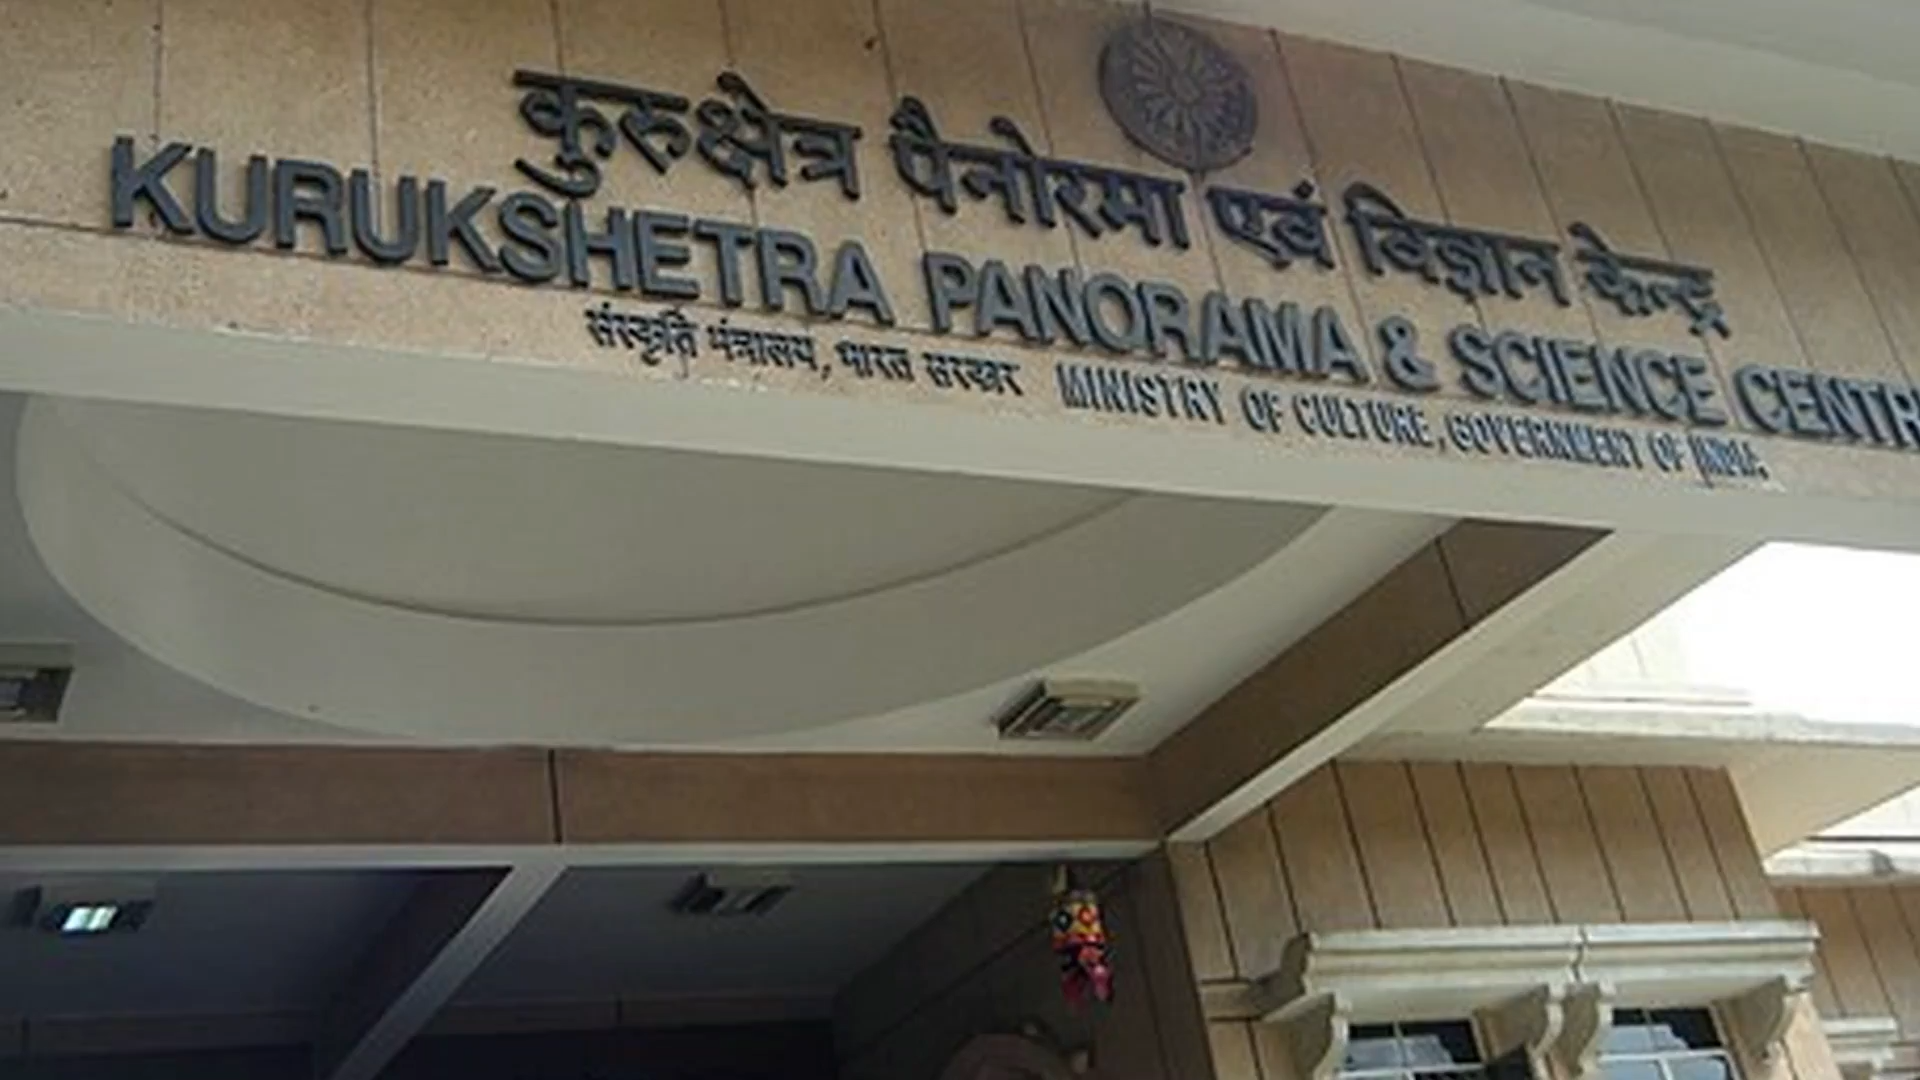 कुरुक्षेत्र पैनोरमा एवं विज्ञान केन्द्र
KURUKSHETRA PANORAMA & SCIENCE CENTR
संस्कृति मंत्रालय, भारत सरकार MINISTRY OF CULTURE, GOVERNMENT OF INDIA.